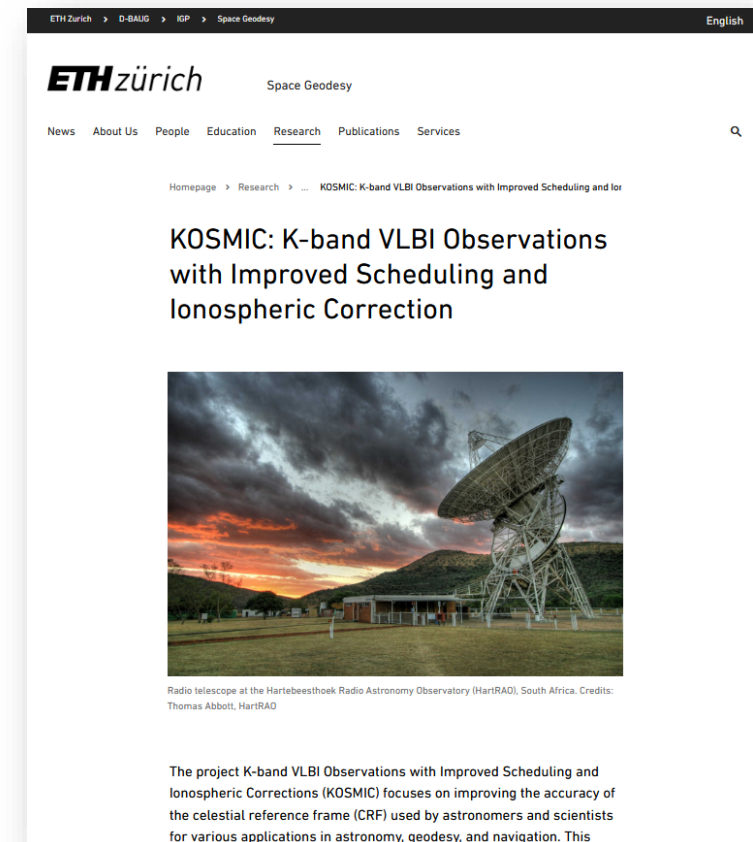 ETH Zurich > D-BAUG > IGP > Space Geodesy
English
ETH zürich
Space Geodesy
News About Us People Education Research Publications Services
Homepage > Research > ... KOSMIC: K-band VLBI Observations with Improved Scheduling and Ion
KOSMIC: K-band VLBI Observations
with Improved Scheduling and
Ionospheric Correction
Radio telescope at the Hartebeesthoek Radio Astronomy Observatory (HartRAO), South Africa. Credits:
Thomas Abbott, HartRAO
The project K-band VLBI Observations with Improved Scheduling and
Ionospheric Corrections (KOSMIC) focuses on improving the accuracy of
the celestial reference frame (CRF) used by astronomers and scientists
for various applications in astronomy, geodesy, and navigation. This